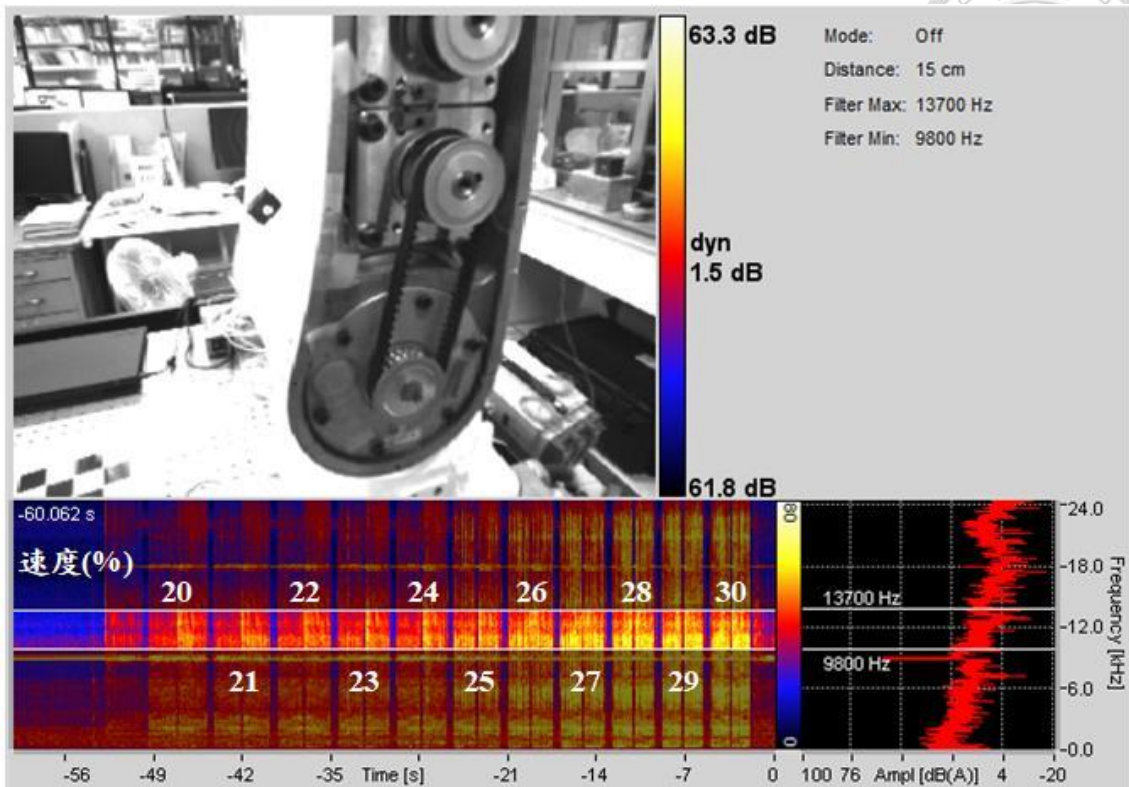 63.3 dB
dyn
1.5 dB
61.8 dB
Mode: Off
Distance: 15 cm
Filter Max: 13700 Hz
Filter Min: 9800 Hz
-60.062 s
速度(%)
20 22 24 26 28 30
21 23 25 27 29
80
0
13700 Hz
9800 Hz
24.0
18.0
12.0
6.0
0.0
Frequency [kHz]
-56 -49 -42 -35 Time [s] -21 -14 -7 0
100 76 Ampl [dB(A)] 4 -20